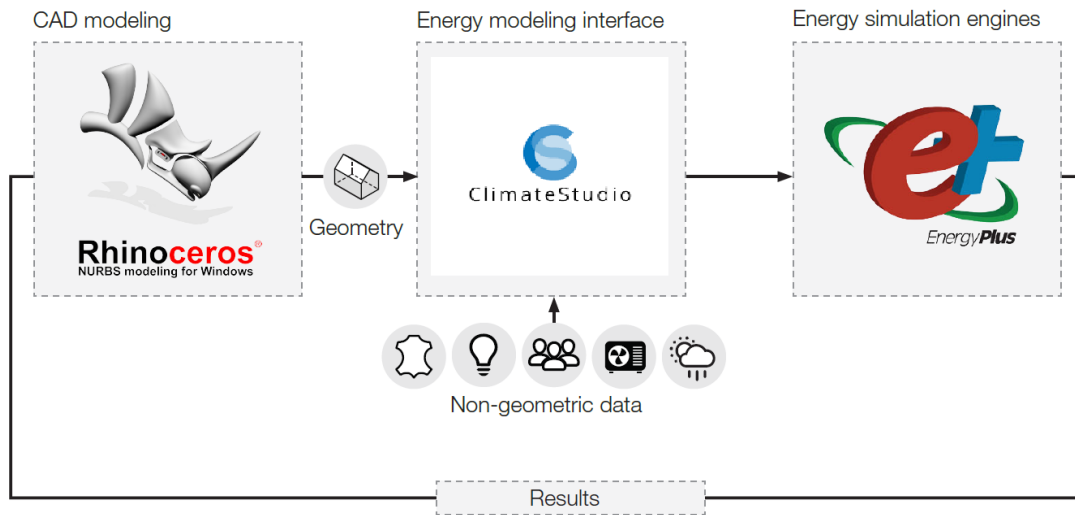 CAD modeling
Energy modeling interface
Energy simulation engines
Rhinoceros®
NURBS modeling for Windows
Geometry
ClimateStudio
e+
EnergyPlus
Non-geometric data
Results